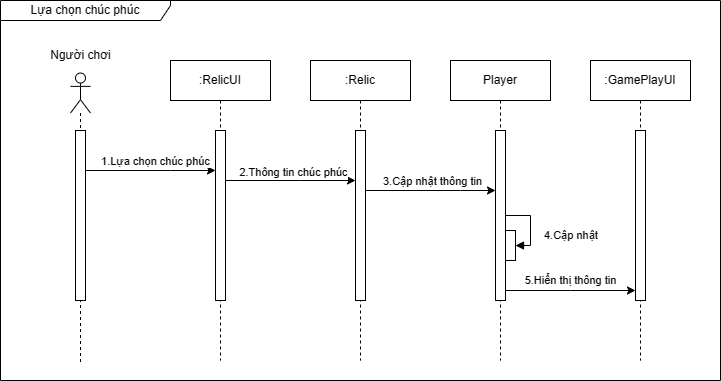 Lựa chọn chúc phúc
Người chơi
:RelicUI
:Relic
Player
:GamePlayUI
1.Lựa chọn chúc phúc
2.Thông tin chúc phúc
3.Cập nhật thông tin
4.Cập nhật
5.Hiển thị thông tin